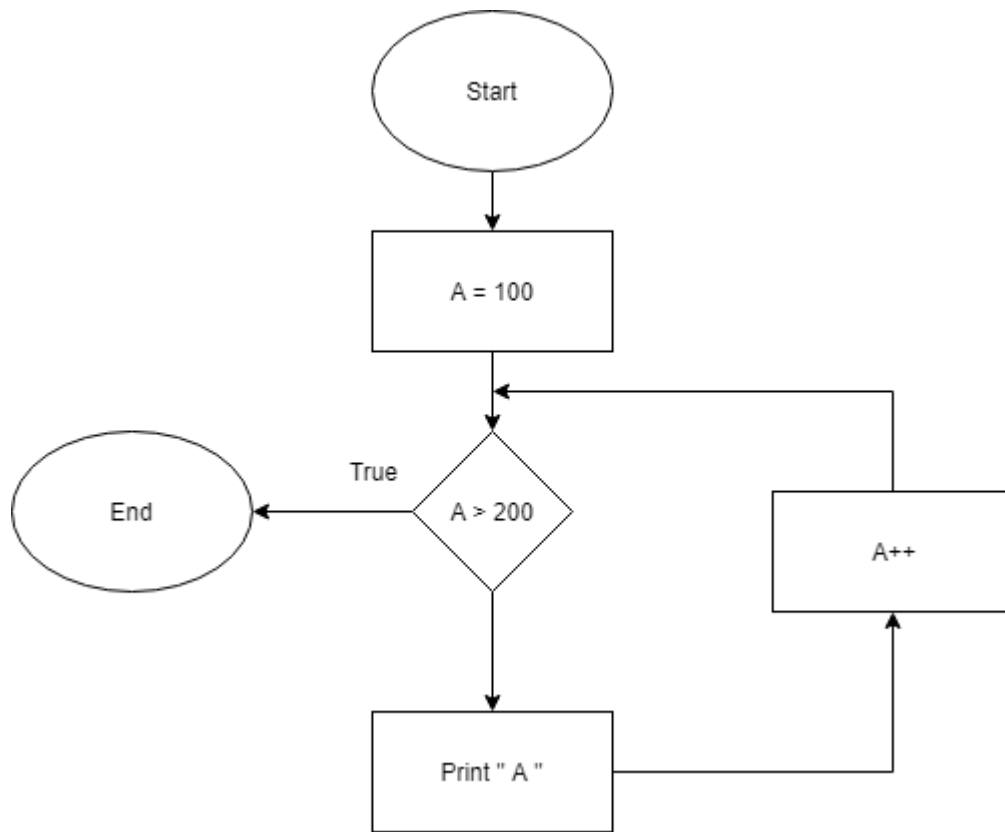 Start
A = 100
True
A > 200
End
A++
Print " A "